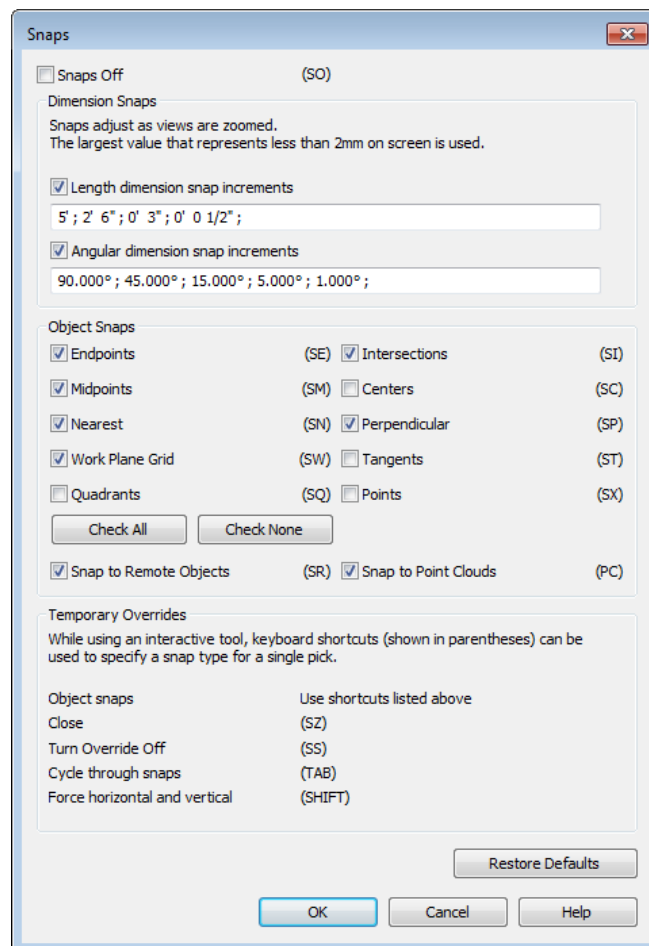 Snaps
Snaps Off (SO)
Dimension Snaps
Snaps adjust as views are zoomed.
The largest value that represents less than 2mm on screen is used.
Length dimension snap increments
5' ; 2' 6" ; 0' 3" ; 0' 0 1/2" ;
Angular dimension snap increments
90.000° ; 45.000° ; 15.000° ; 5.000° ; 1.000° ;
Object Snaps
Endpoints (SE) Intersections (SI)
Midpoints (SM) Centers (SC)
Nearest (SN) Perpendicular (SP)
Work Plane Grid (SW) Tangents (ST)
Quadrants (SQ) Points (SX)
Check All Check None
Snap to Remote Objects (SR) Snap to Point Clouds (PC)
Temporary Overrides
While using an interactive tool, keyboard shortcuts (shown in parentheses) can be
used to specify a snap type for a single pick.
Object snaps Use shortcuts listed above
Close (SZ)
Turn Override Off (SS)
Cycle through snaps (TAB)
Force horizontal and vertical (SHIFT)
Restore Defaults
OK Cancel Help